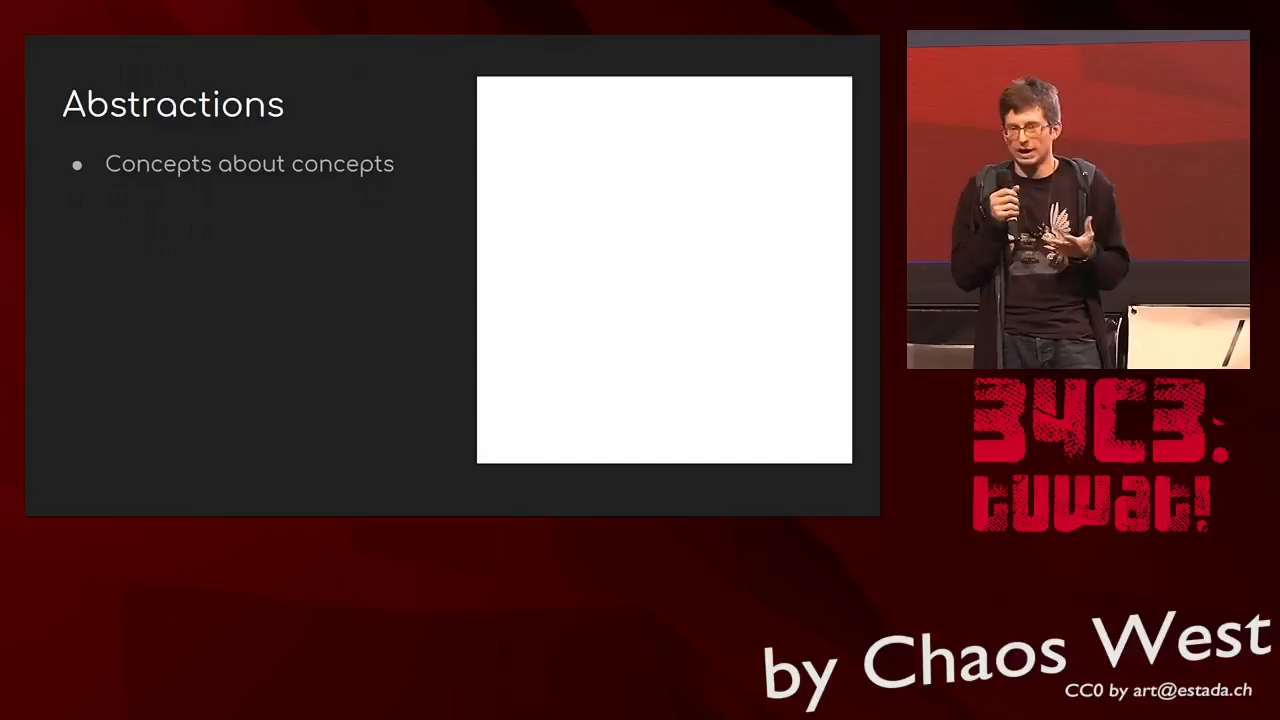 Abstractions
● Concepts about concepts
34C3:
tuwat!
by Chaos West
CC0 by art@estada.ch